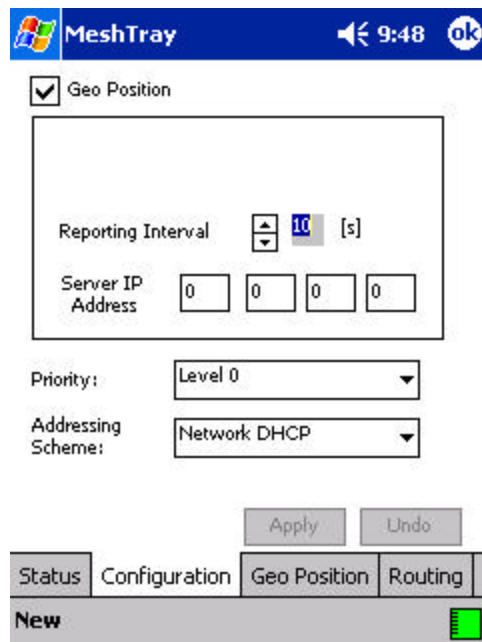 MeshTray 9:48 ok
Geo Position
Reporting Interval 10 [s]
Server IP
Address
0 0 0 0
Priority: Level 0
Addressing
Scheme:
Network DHCP
Apply Undo
Status Configuration Geo Position Routing
New